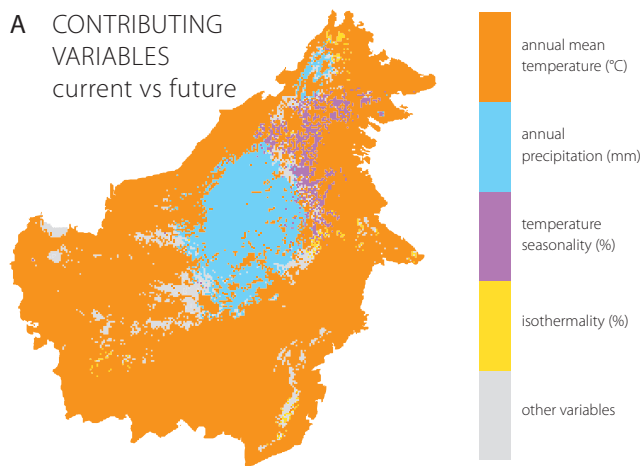 A CONTRIBUTING
VARIABLES
current vs future
annual mean
temperature (°C)
annual
precipitation (mm)
temperature
seasonality (%)
isothermality (%)
other variables